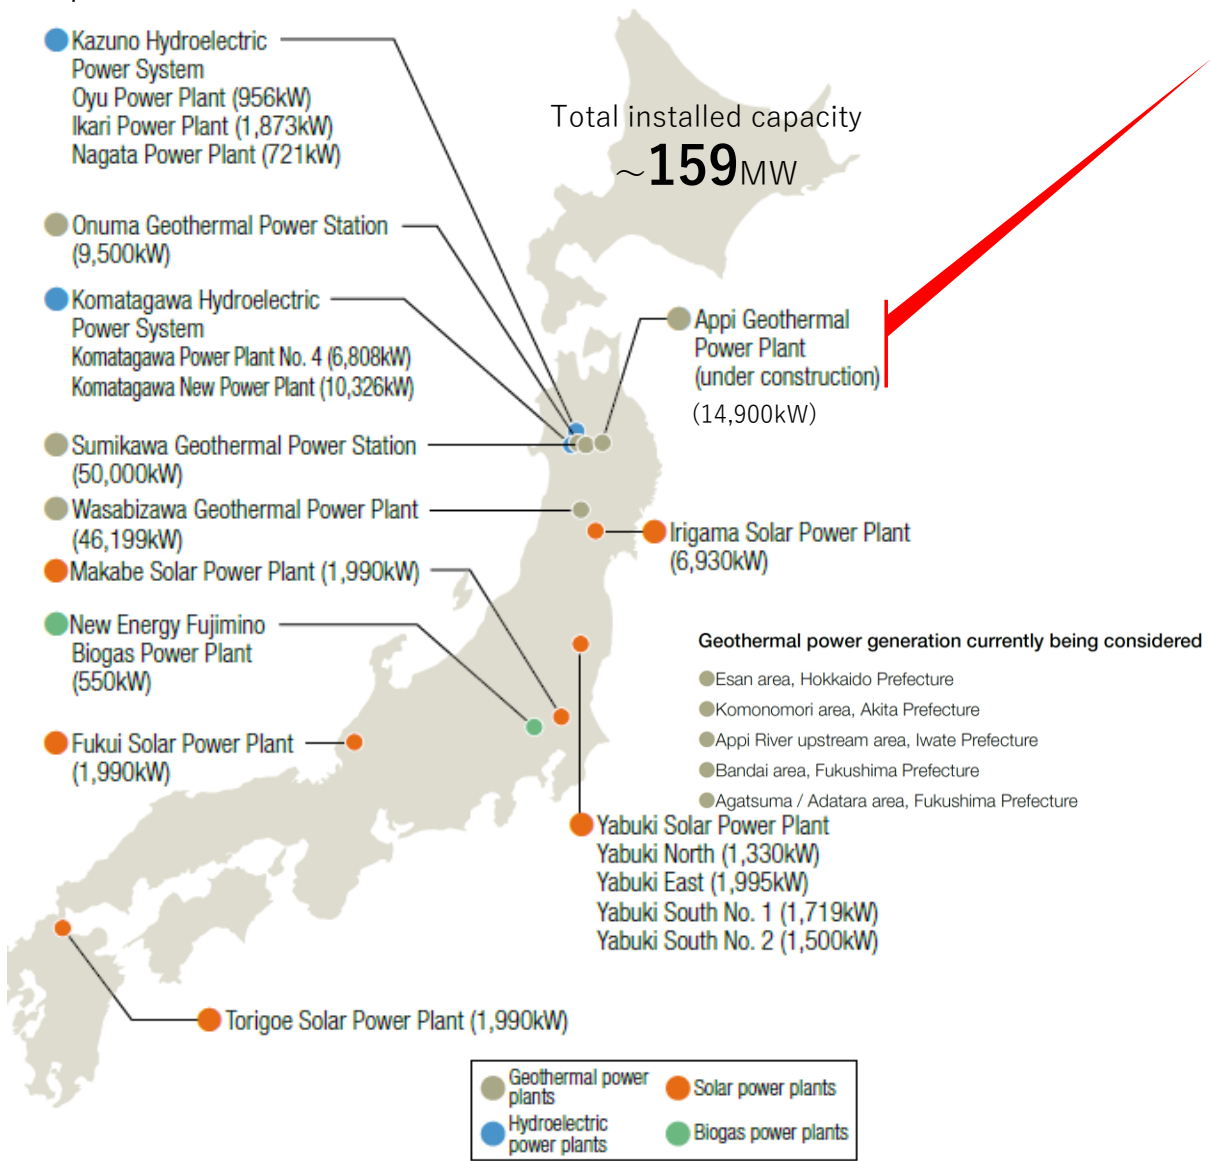 Kazuno Hydroelectric
Power System
Oyu Power Plant (956kW)
Ikari Power Plant (1,873kW)
Nagata Power Plant (721kW)
Total installed capacity
～159MW
Onuma Geothermal Power Station
(9,500kW)
Komatagawa Hydroelectric
Power System
Komatagawa Power Plant No. 4 (6,808kW)
Komatagawa New Power Plant (10,326kW)
Appi Geothermal
Power Plant
(under construction)
(14,900kW)
Sumikawa Geothermal Power Station
(50,000kW)
Wasabizawa Geothermal Power Plant
(46,199kW)
Irigama Solar Power Plant
(6,930kW)
Makabe Solar Power Plant (1,990kW)
New Energy Fujimino
Biogas Power Plant
(550kW)
Geothermal power generation currently being considered
Esan area, Hokkaido Prefecture
Komonomori area, Akita Prefecture
Appi River upstream area, Iwate Prefecture
Bandai area, Fukushima Prefecture
Agatsuma / Adatara area, Fukushima Prefecture
Fukui Solar Power Plant
(1,990kW)
Yabuki Solar Power Plant
Yabuki North (1,330kW)
Yabuki East (1,995kW)
Yabuki South No. 1 (1,719kW)
Yabuki South No. 2 (1,500kW)
Torigoe Solar Power Plant (1,990kW)
Geothermal power
plants
Solar power plants
Hydroelectric
power plants
Biogas power plants